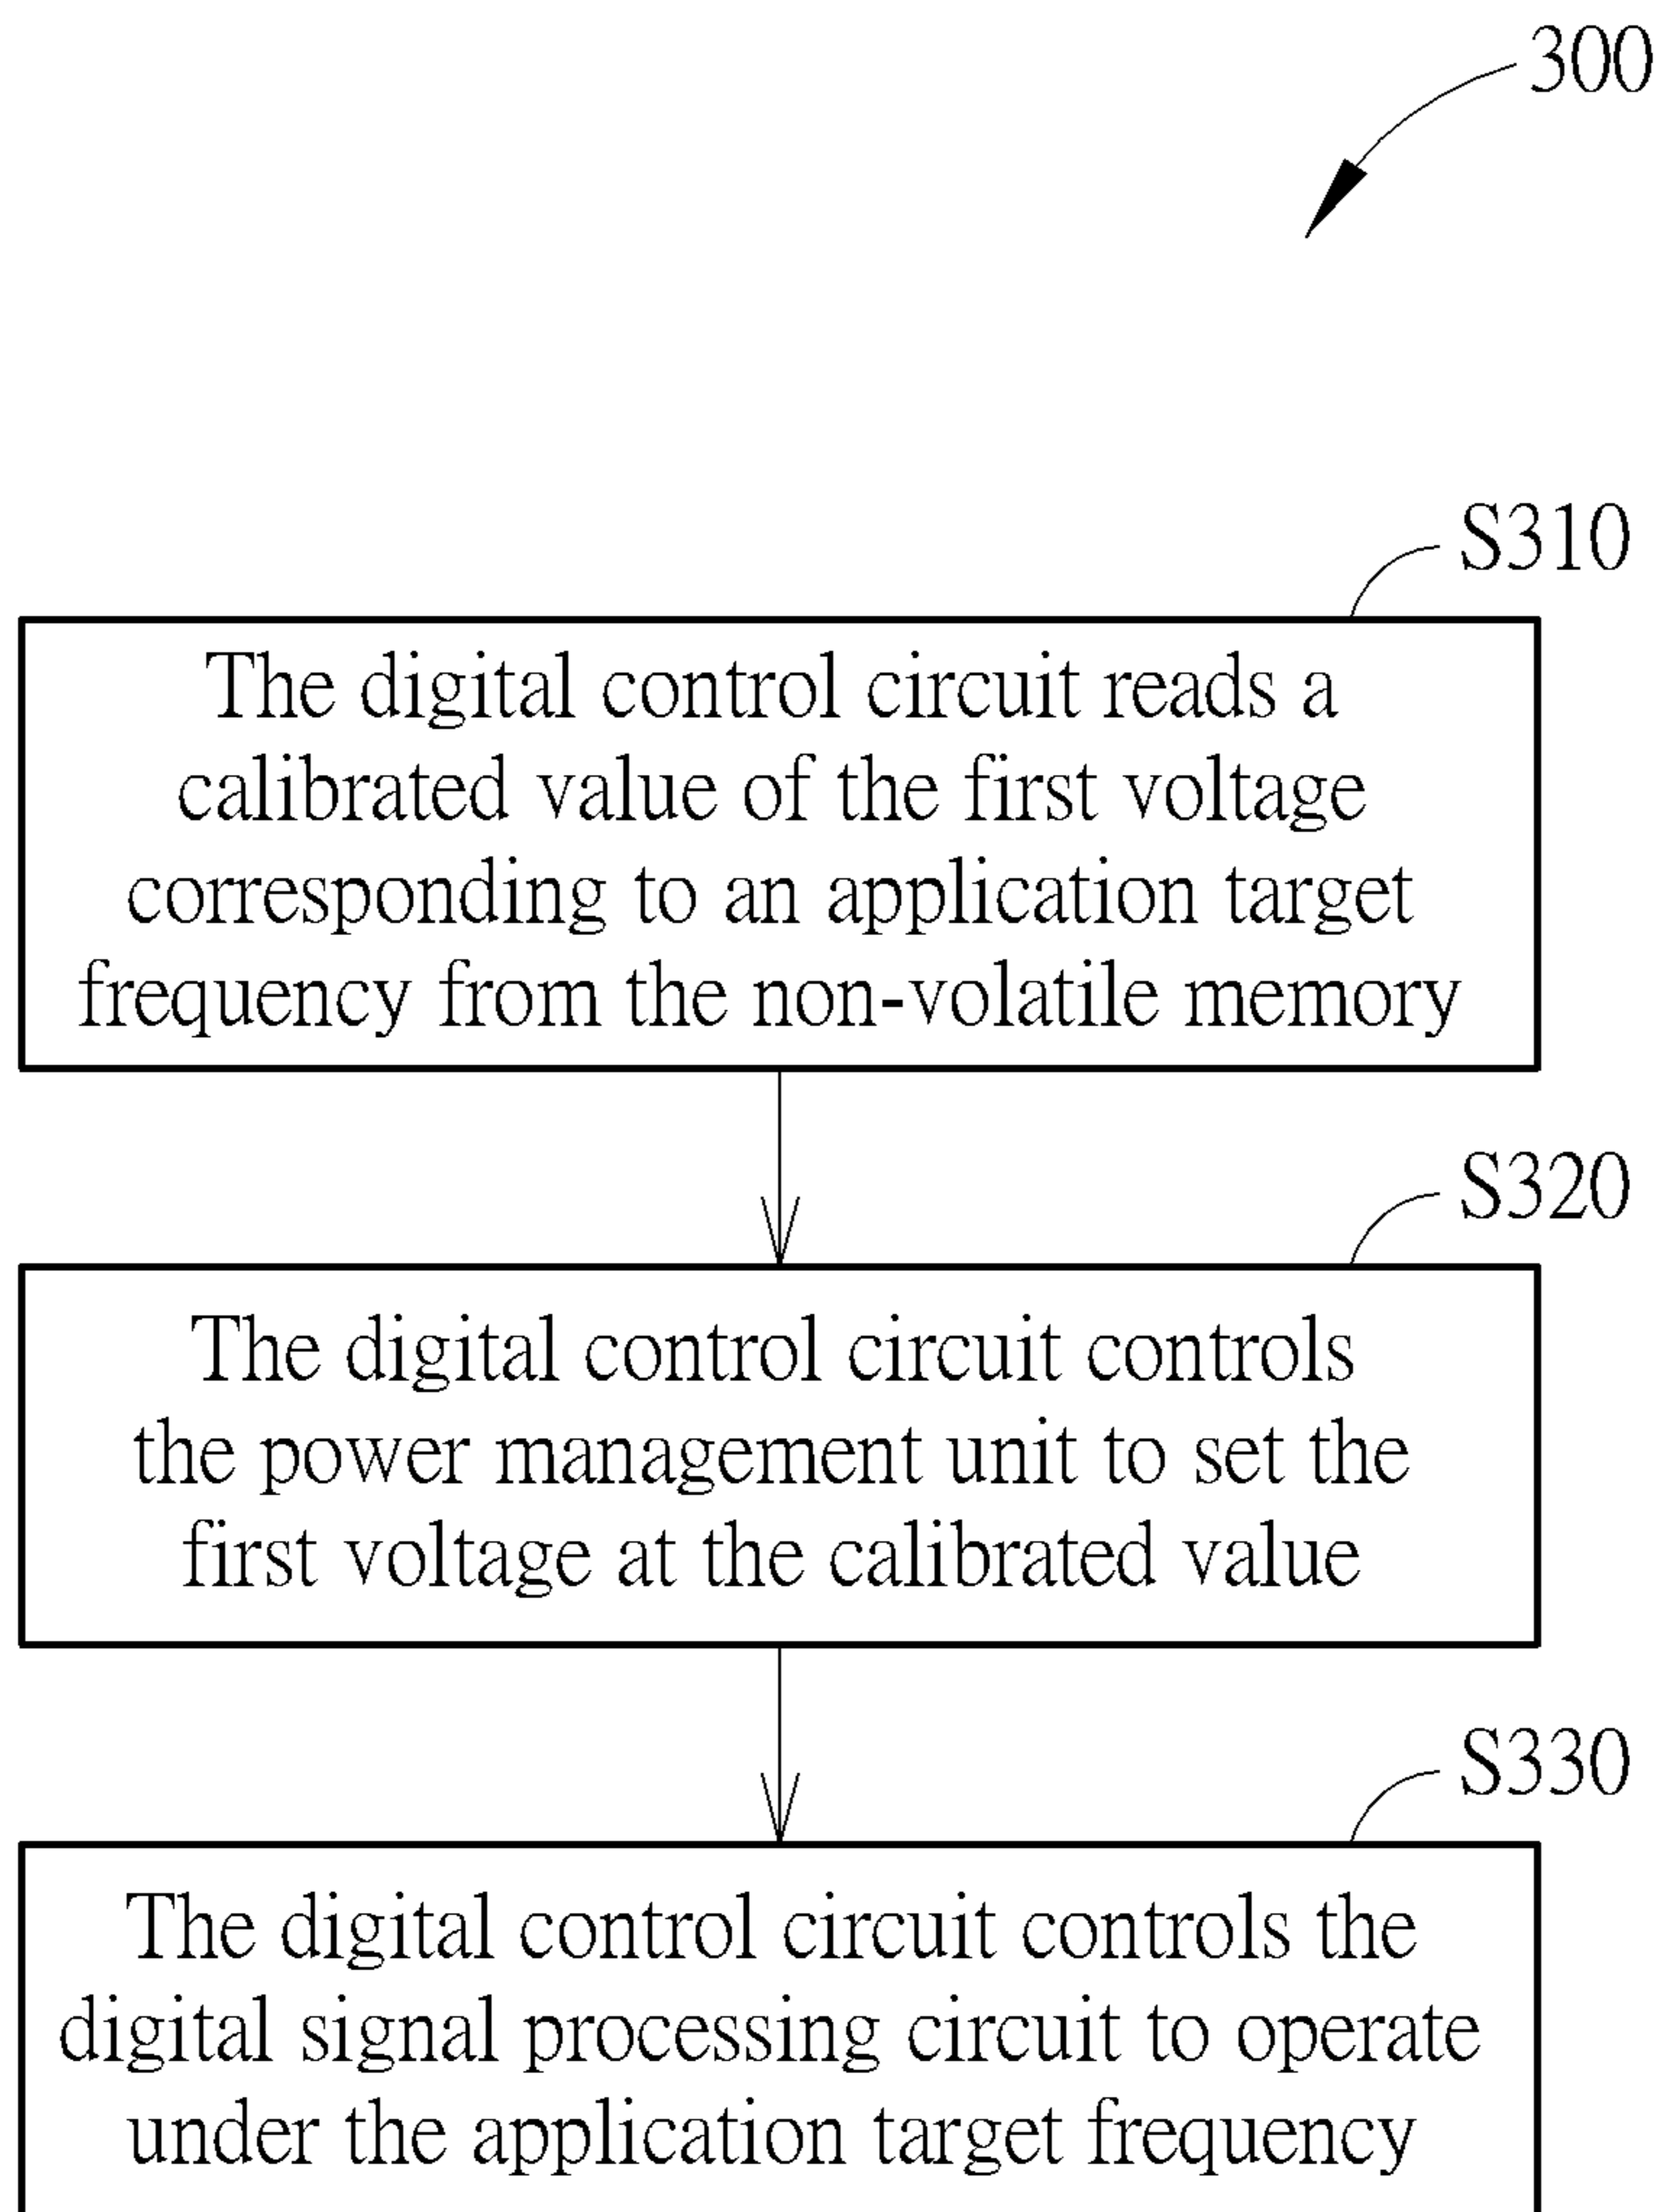 300
S310
The digital control circuit reads a
calibrated value of the first voltage
corresponding to an application target
frequency from the non-volatile memory
S320
The digital control circuit controls
the power management unit to set the
first voltage at the calibrated value
S330
The digital control circuit controls the
digital signal processing circuit to operate
under the application target frequency